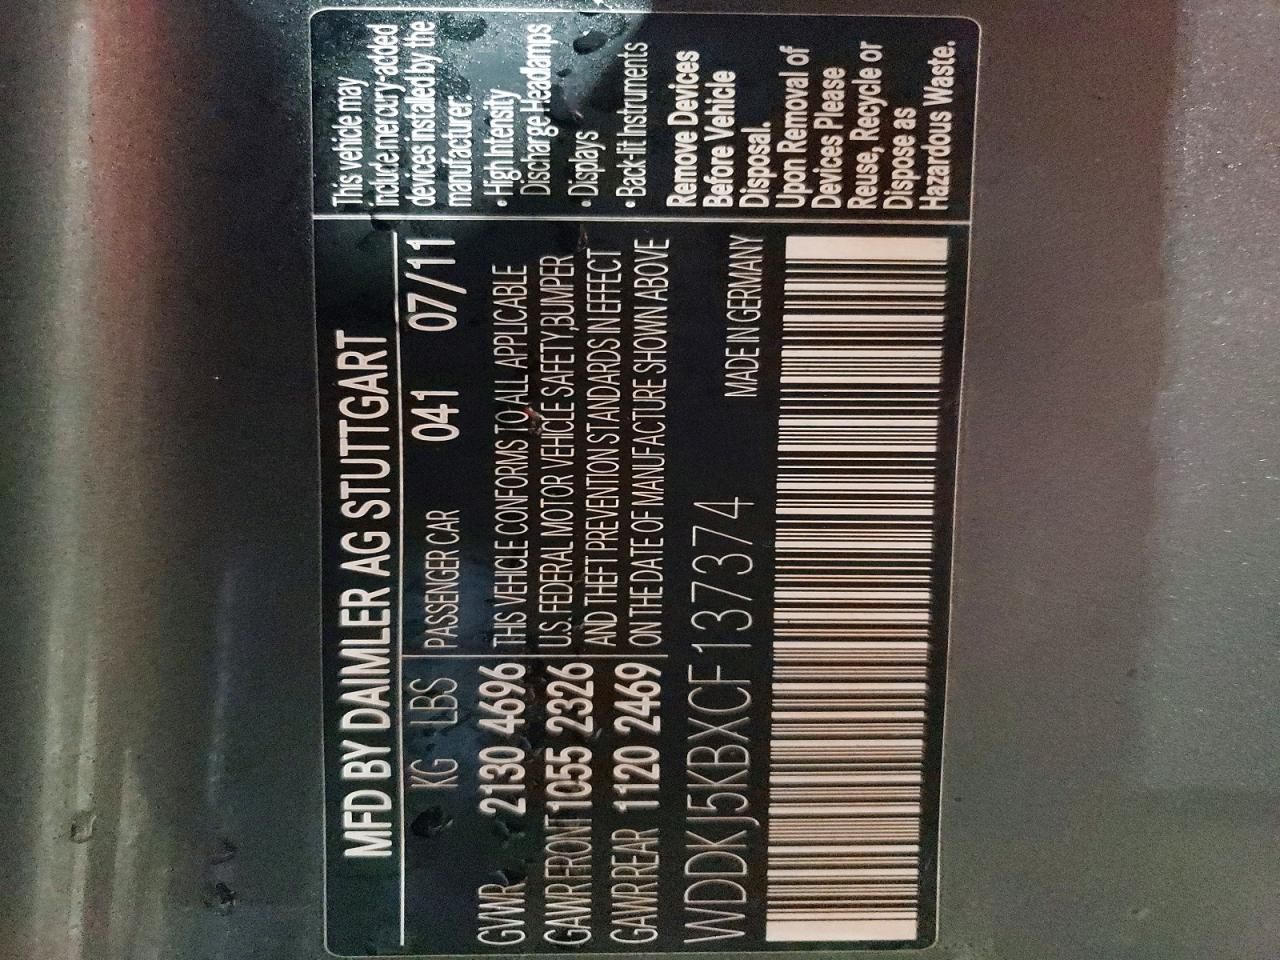 MFD BY DAIMLER AG STUTTGART
KG LBS PASSENGER CAR 041 07/11
GVWR 2130 4696 THIS VEHICLE CONFORMS TO ALL APPLICABLE
GAWR FRONT 1055 2326 U.S. FEDERAL MOTOR VEHICLE SAFETY,BUMPER
AND THEFT PREVENTION STANDARDS IN EFFECT
GAWR REAR 1120 2469 ON THE DATE OF MANUFACTURE SHOWN ABOVE
WDDKJ5KBXCF137374
MADE IN GERMANY
This vehicle may
include mercury-added
devices installed by the
manufacturer
• High Intensity
Discharge Headamps
• Displays
• Back-lit Instruments
Remove Devices
Before Vehicle
Disposal.
Upon Removal of
Devices Please
Reuse, Recycle or
Dispose as
Hazardous Waste.